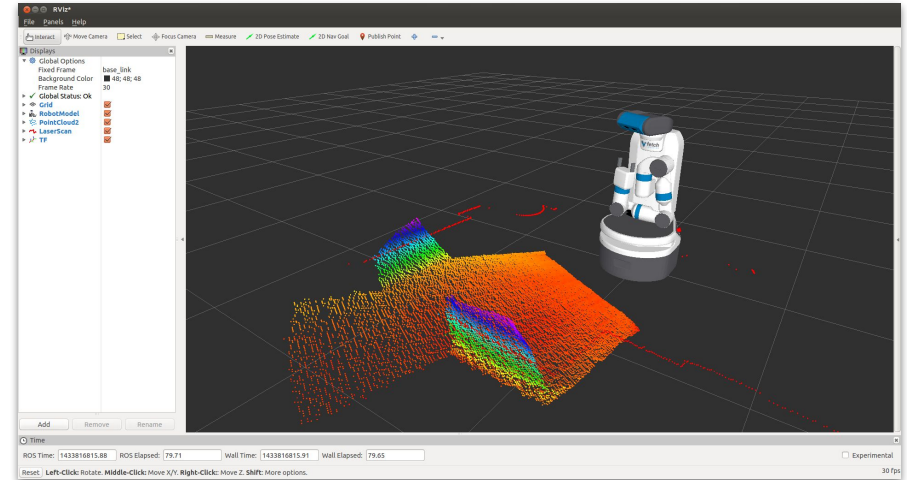 RViz*
File Panels Help
Interact Move Camera Select Focus Camera Measure 2D Pose Estimate 2D Nav Goal Publish Point
Displays
Global Options
Fixed Frame base_link
Background Color 48; 48; 48
Frame Rate 30
Global Status: Ok
Grid
RobotModel
PointCloud2
LaserScan
TF
fetch
Add Remove Rename
Time
ROS Time: 1433816815.88 ROS Elapsed: 79.71 Wall Time: 1433816815.91 Wall Elapsed: 79.65 Experimental
Reset Left-Click: Rotate. Middle-Click: Move X/Y. Right-Click:: Move Z. Shift: More options. 30 fps